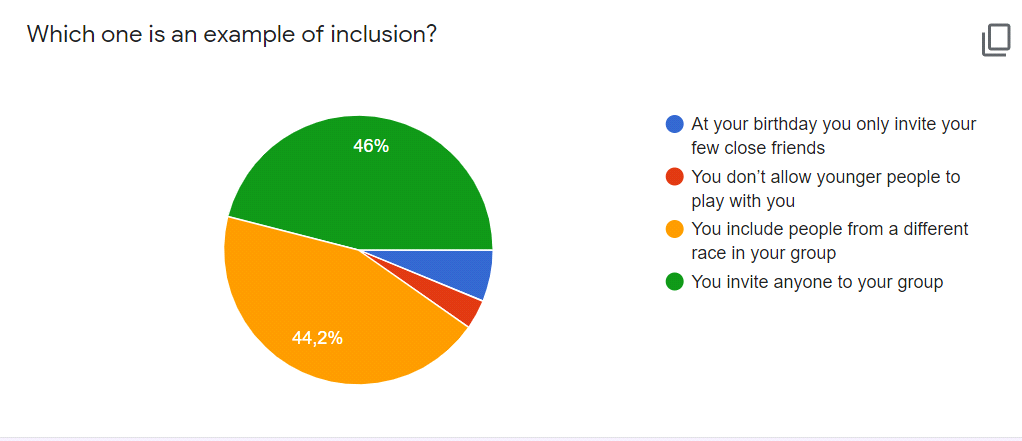 Which one is an example of inclusion?
46%
44,2%
At your birthday you only invite your
few close friends
You don't allow younger people to
play with you
You include people from a different
race in your group
You invite anyone to your group